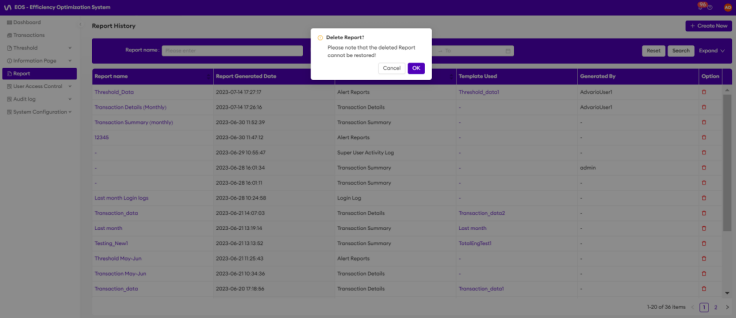 EOS - Efficiency Optimization System
Dashboard
Transactions
Threshold
Information Page
Report
User Access Control
Audit log
System Configuration
Report History
+ Create New
Report name:
Reset
Search
Expand
Delete Report?
Please note that the deleted Report
cannot be restored!
Cancel
OK
Report name Report Generated Date Template Used Generated By Option
Threshold_Data 2023-07-14 17:27:17 Alert Reports Threshold_data1 AdvarisUser1
Transaction Details (Monthly) 2023-07-14 17:26:16 Transaction Summary - AdvarisUser1
Transaction Summary (monthly) 2023-06-30 11:52:39 Transaction Summary - -
12345 2023-06-30 11:47:12 Alert Reports - -
- 2023-06-29 10:55:47 Super User Activity Log - -
- 2023-06-28 16:01:34 Transaction Summary - admin
- 2023-06-28 16:01:11 Transaction Summary - -
Last month Login logs 2023-06-28 10:24:58 Login Log - -
Transaction_data 2023-06-21 14:07:03 Transaction Details Transaction_data2 -
Last month 2023-06-21 13:19:14 Transaction Summary Last month -
Testing_New1 2023-06-21 13:13:52 Transaction Summary TotalEngTest1 -
Threshold May-Jun 2023-06-21 11:25:43 Alert Reports - -
Transaction May-Jun 2023-06-21 10:34:36 Transaction Details - -
Transaction_data 2023-06-20 17:18:56 Transaction Details Transaction_data1 -
1-20 of 36 items < 1 2 >